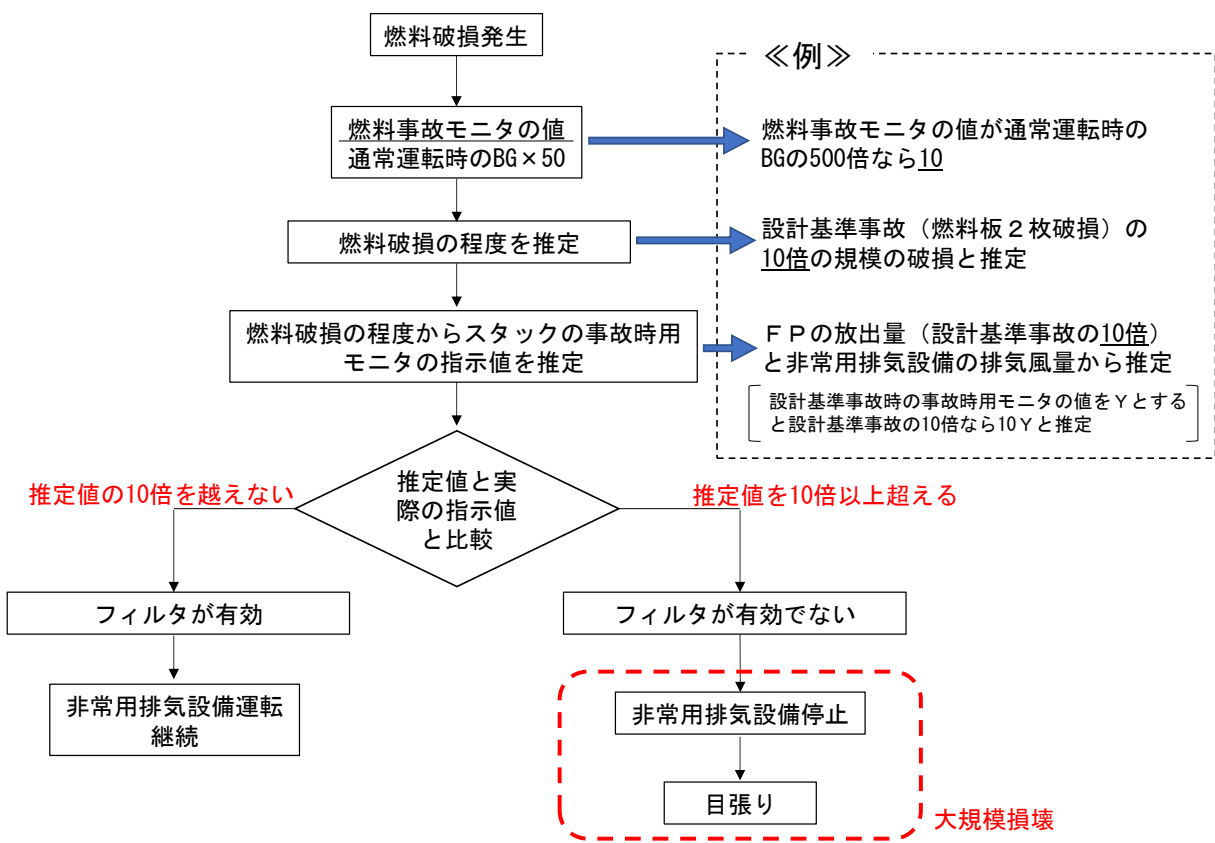 燃料破損発生
≪例≫
燃料事故モニタの値
通常運転時のBG×50
燃料事故モニタの値が通常運転時の
BGの500倍なら10
燃料破損の程度を推定
設計基準事故（燃料板２枚破損）の
10倍の規模の破損と推定
燃料破損の程度からスタックの事故時用
モニタの指示値を推定
ＦＰの放出量（設計基準事故の10倍）
と非常用排気設備の排気風量から推定
設計基準事故時の事故時用モニタの値をＹとする
と設計基準事故の10倍なら10Ｙと推定
推定値と実
際の指示値
と比較
推定値の10倍を越えない
推定値を10倍以上超える
フィルタが有効
フィルタが有効でない
非常用排気設備運転
継続
非常用排気設備停止
目張り
大規模損壊